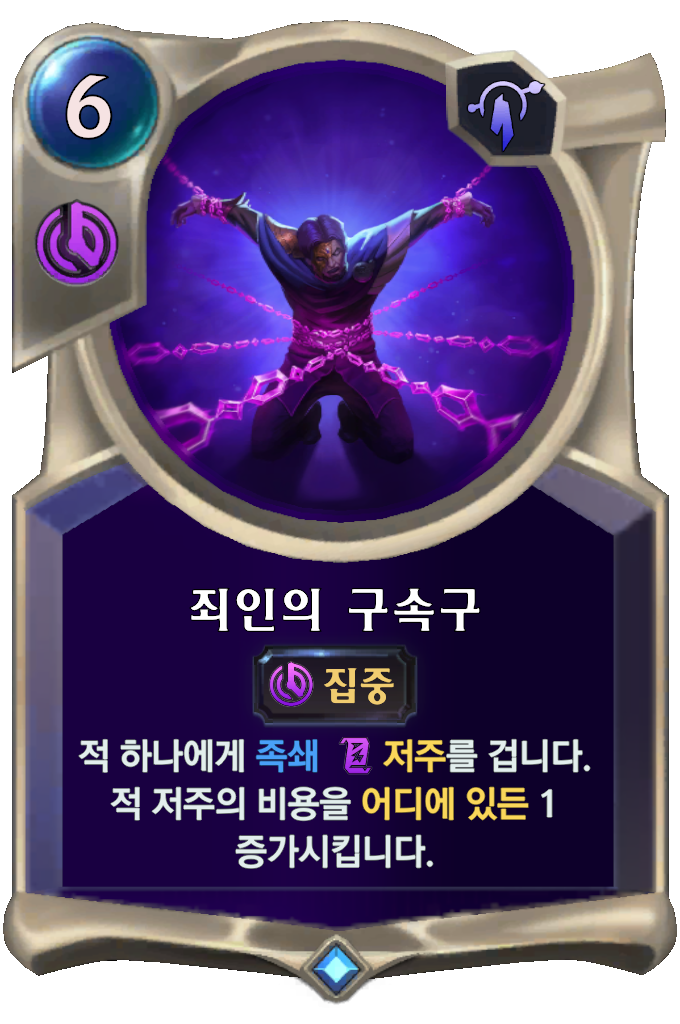 6
죄인의 구속구
집중
적 하나에게 족쇄 저주를 겁니다.
적 저주의 비용을 어디에 있든 1
증가시킵니다.